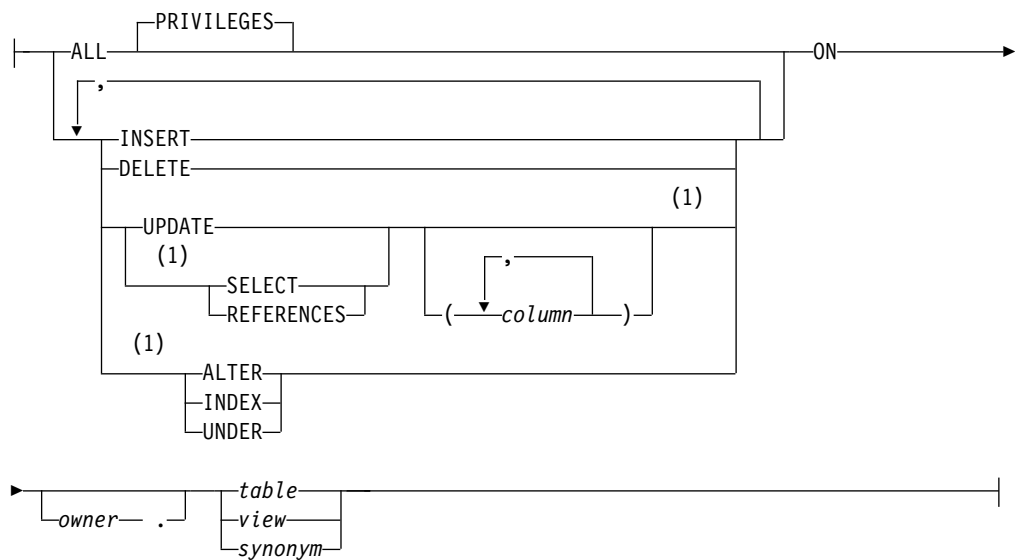 PRIVILEGES
ALL ON
,
INSERT
DELETE
(1)
UPDATE
(1)
,
SELECT
REFERENCES
( column )
(1)
ALTER
INDEX
UNDER
table
owner . view
synonym